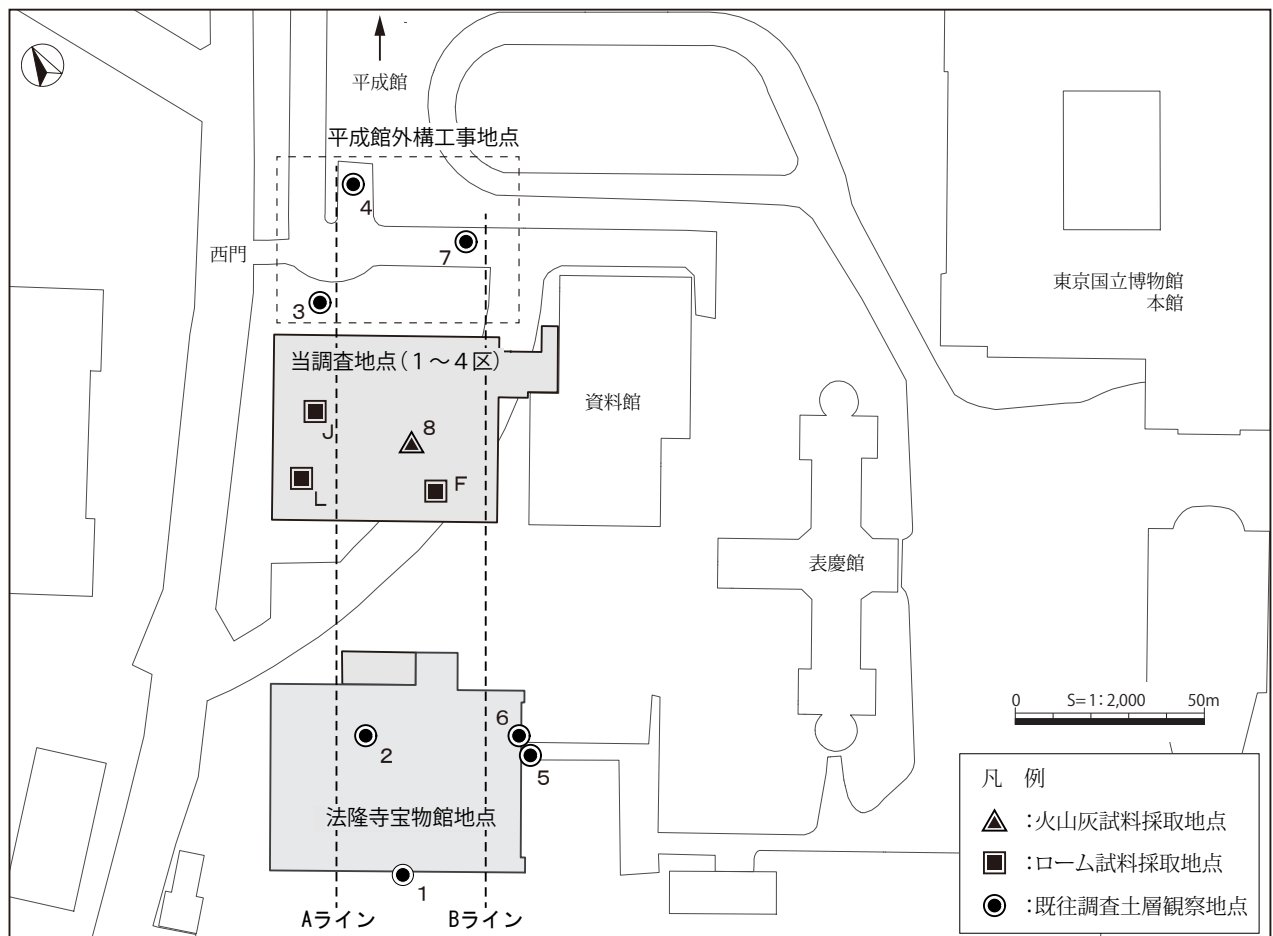 平成館
平成館外構工事地点
4
7
西門
3
東京国立博物館
本館
当調査地点(1~4区)
資料館
J
8
L
F
表慶館
0 S=1:2,000 50m
6
2
5
法隆寺宝物館地点
1
Aライン
Bライン
凡 例
:火山灰試料採取地点
:ローム試料採取地点
:既往調査土層観察地点